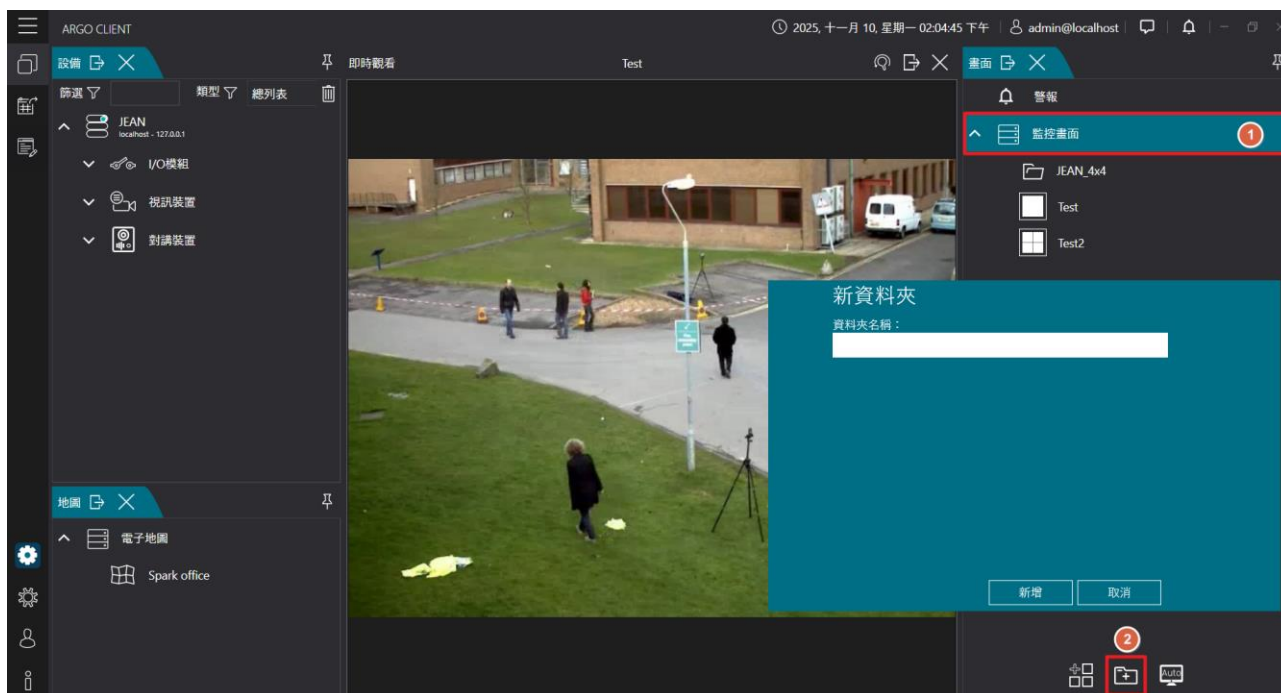 ARGO CLIENT
2025, 十一月 10, 星期一 02:04:45 下午
admin@localhost
設備
即時觀看
Test
畫面
篩選
類型
總列表
JEAN
localhost - 127.0.0.1
I/O模組
視訊裝置
對講裝置
警報
監控畫面
1
JEAN_4x4
Test
Test2
新資料夾
資料夾名稱：
新增
取消
地圖
電子地圖
Spark office
2
Auto